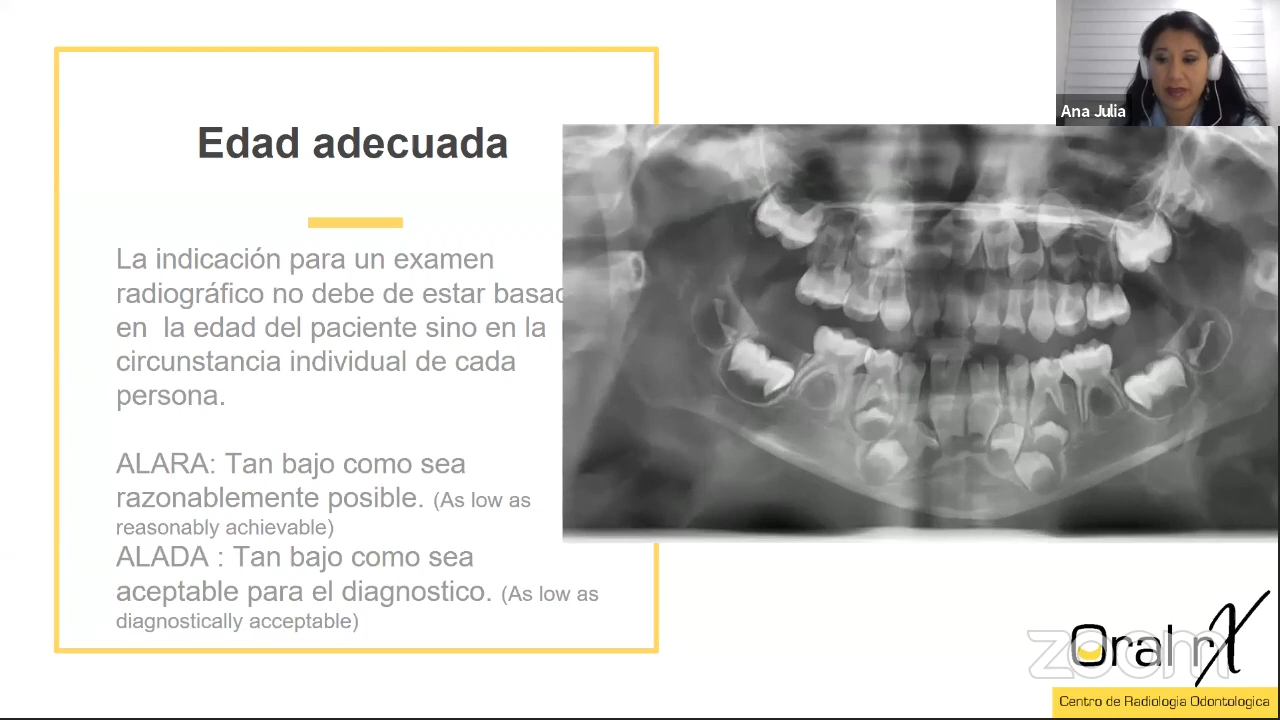 Edad adecuada
La indicación para un examen
radiográfico no debe de estar
en la edad del paciente sino en la
circunstancia individual de cada
persona.
ALARA: Tan bajo como sea
razonablemente posible. (As low as
reasonably achievable)
ALADA : Tan bajo como sea
aceptable para el diagnostico. (As low as
diagnostically acceptable)
Ana Julia
zoom
Oral rX
Centro de Radiologia Odontologica